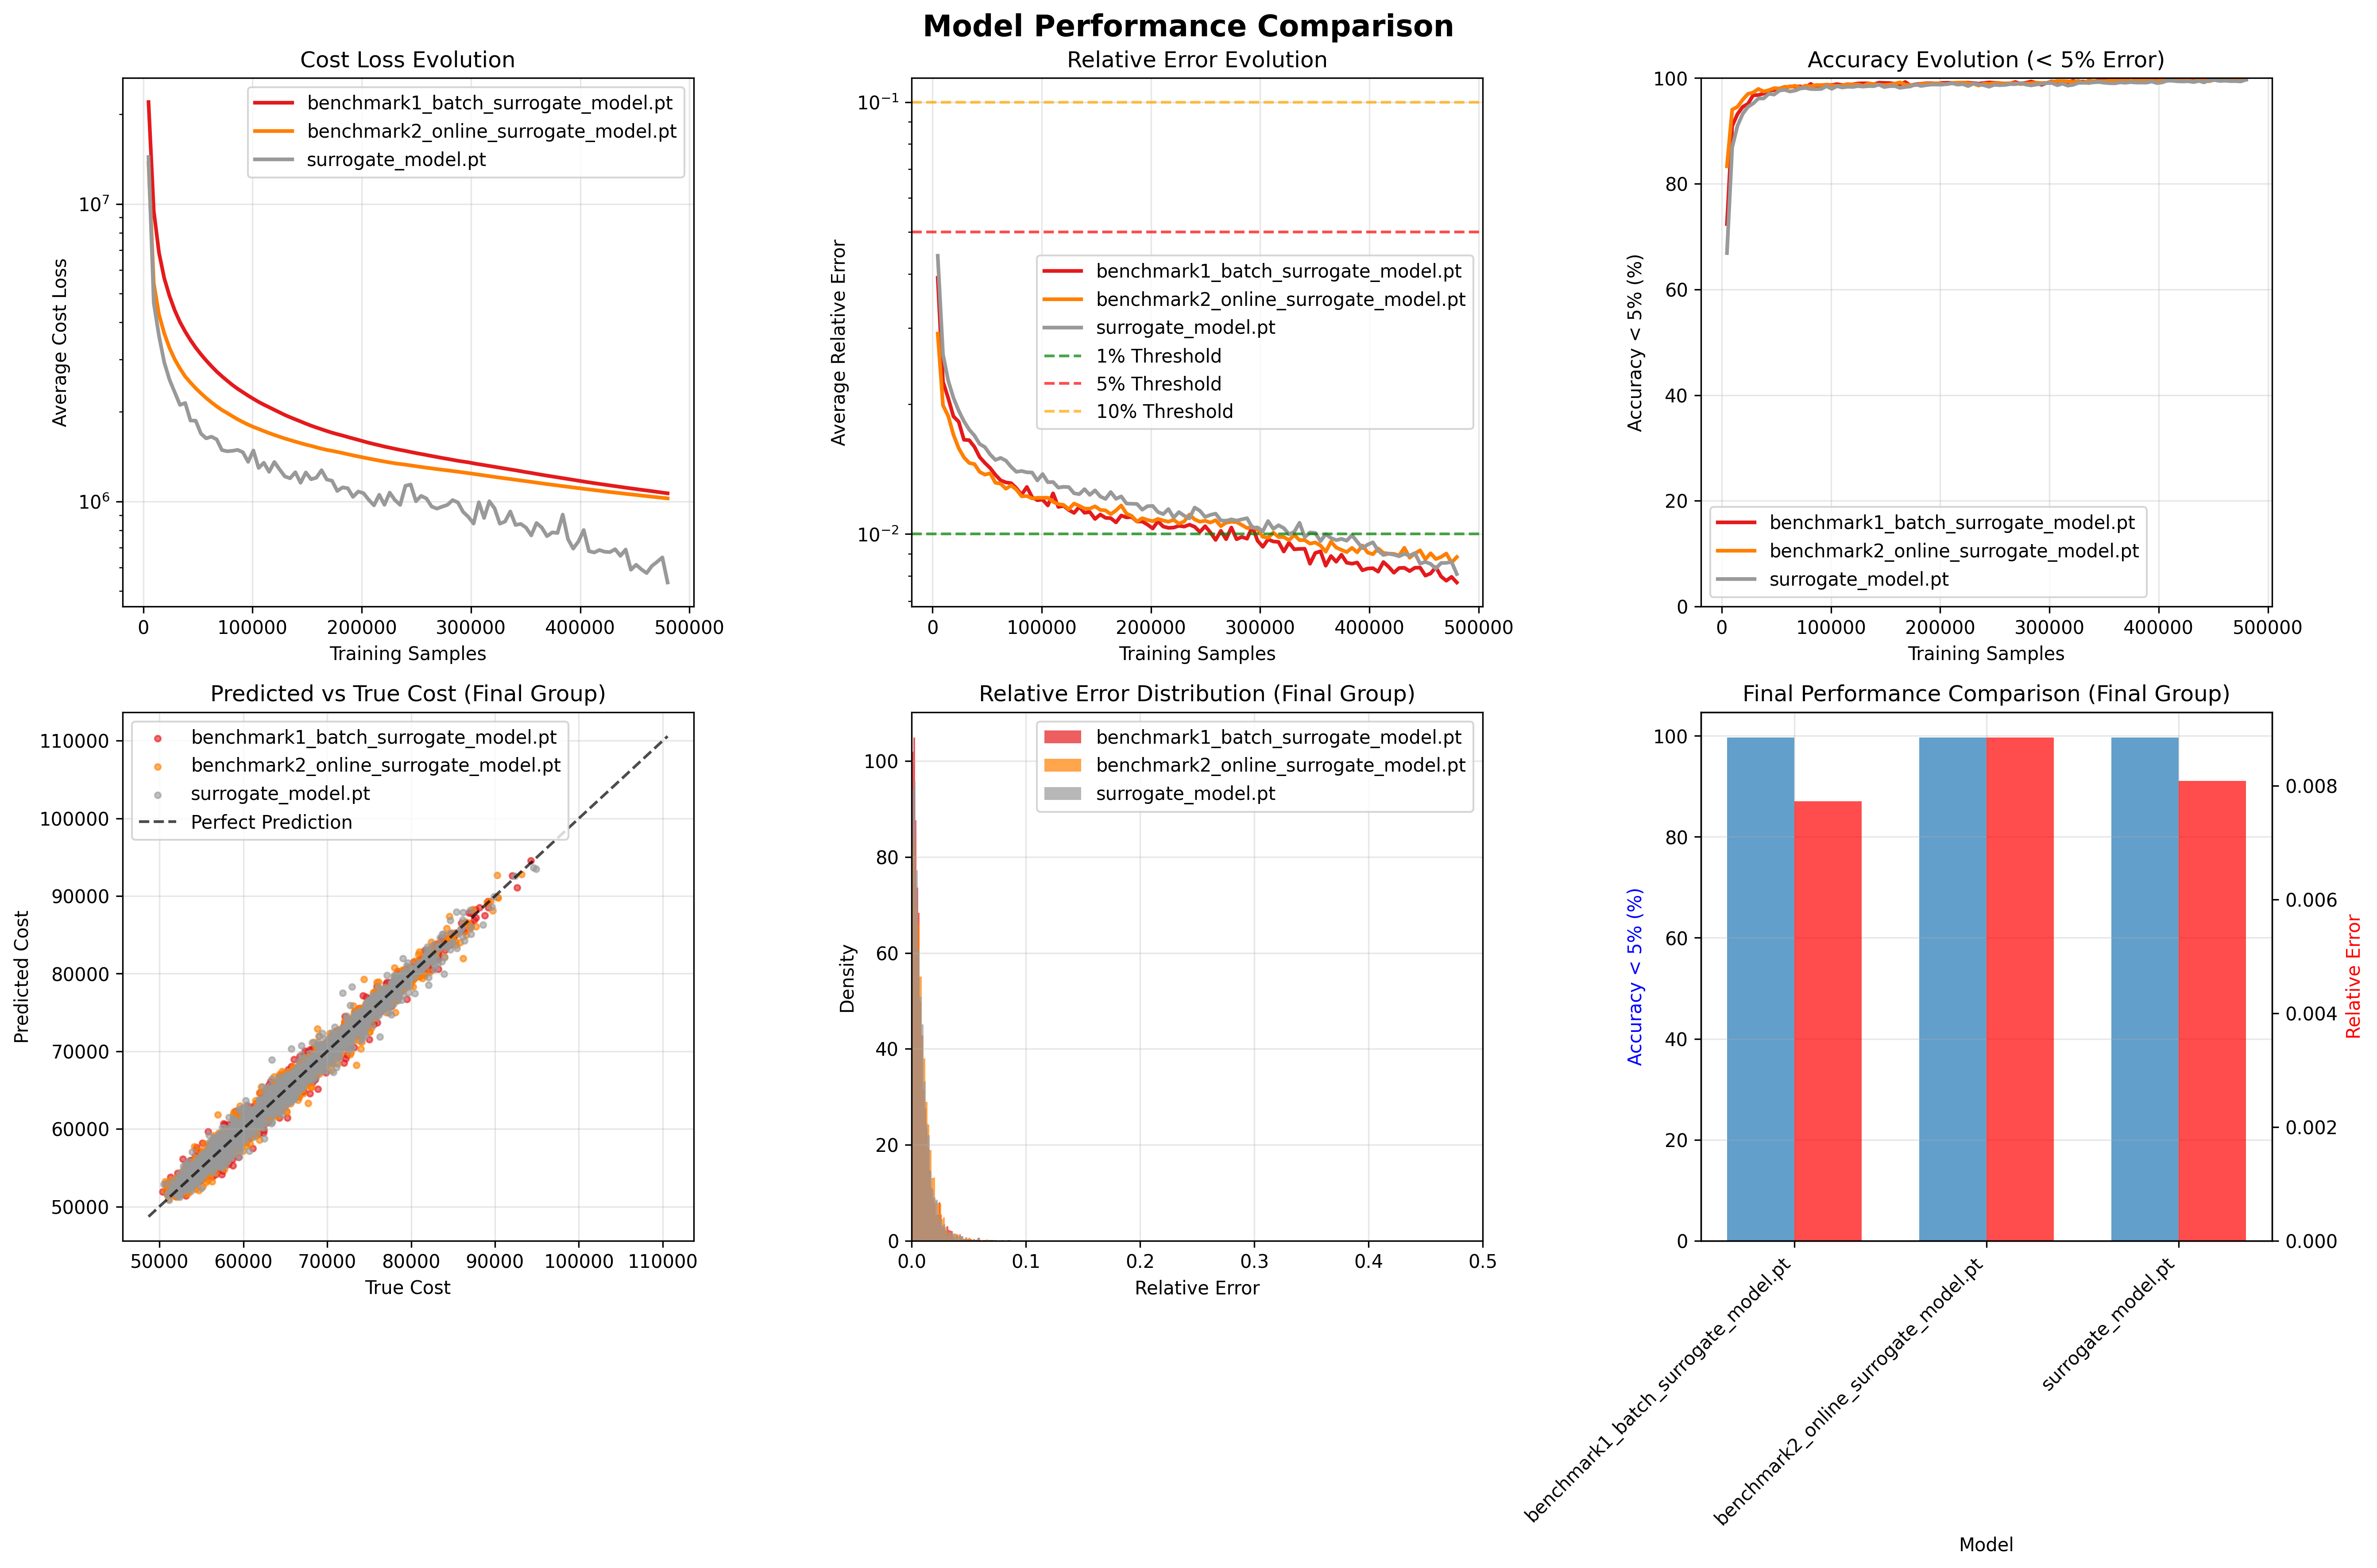 Model Performance Comparison
Cost Loss Evolution
benchmark1_batch_surrogate_model.pt
benchmark2_online_surrogate_model.pt
surrogate_model.pt
10^7
10^6
Average Cost Loss
0 100000 200000 300000 400000 500000
Training Samples
Relative Error Evolution
10^-1
10^-2
Average Relative Error
benchmark1_batch_surrogate_model.pt
benchmark2_online_surrogate_model.pt
surrogate_model.pt
1% Threshold
5% Threshold
10% Threshold
0 100000 200000 300000 400000 500000
Training Samples
Accuracy Evolution (< 5% Error)
100
80
60
40
20
0
Accuracy < 5% (%)
benchmark1_batch_surrogate_model.pt
benchmark2_online_surrogate_model.pt
surrogate_model.pt
0 100000 200000 300000 400000 500000
Training Samples
Predicted vs True Cost (Final Group)
benchmark1_batch_surrogate_model.pt
benchmark2_online_surrogate_model.pt
surrogate_model.pt
Perfect Prediction
110000
100000
90000
80000
70000
60000
50000
Predicted Cost
50000 60000 70000 80000 90000 100000 110000
True Cost
Relative Error Distribution (Final Group)
benchmark1_batch_surrogate_model.pt
benchmark2_online_surrogate_model.pt
surrogate_model.pt
100
80
60
40
20
0
Density
0.0 0.1 0.2 0.3 0.4 0.5
Relative Error
Final Performance Comparison (Final Group)
100
80
60
40
20
0
Accuracy < 5% (%)
0.008
0.006
0.004
0.002
0.000
Relative Error
benchmark1_batch_surrogate_model.pt
benchmark2_online_surrogate_model.pt
surrogate_model.pt
Model